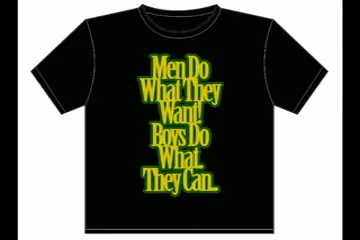 Men Do
What They
Want!
Boys Do
What
They Can...